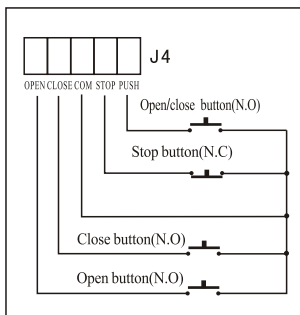 J4
OPEN CLOSE COM STOP PUSH
Open/close button(N.O)
Stop button(N.C)
Close button(N.O)
Open button(N.O)